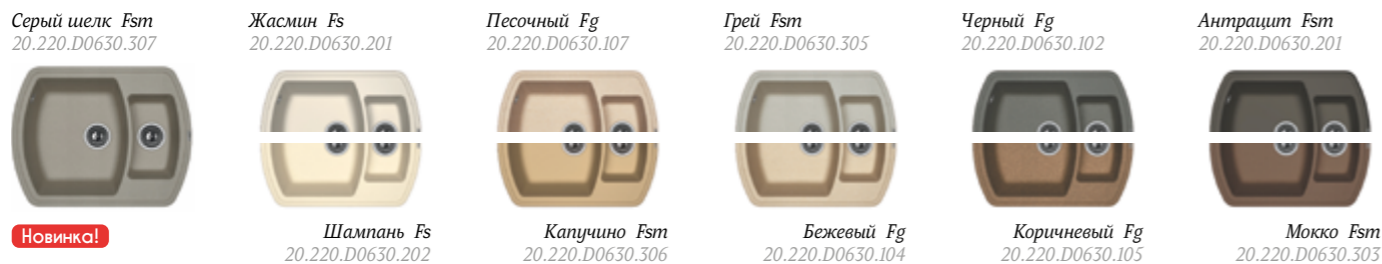 Серый шелк Fsm
20.220.D0630.307
Жасмин Fs
20.220.D0630.201
Песочный Fg
20.220.D0630.107
Грей Fsm
20.220.D0630.305
Черный Fg
20.220.D0630.102
Антрацит Fsm
20.220.D0630.201
Новинка!
Шампань Fs
20.220.D0630.202
Капучино Fsm
20.220.D0630.306
Бежевый Fg
20.220.D0630.104
Коричневый Fg
20.220.D0630.105
Мокко Fsm
20.220.D0630.303